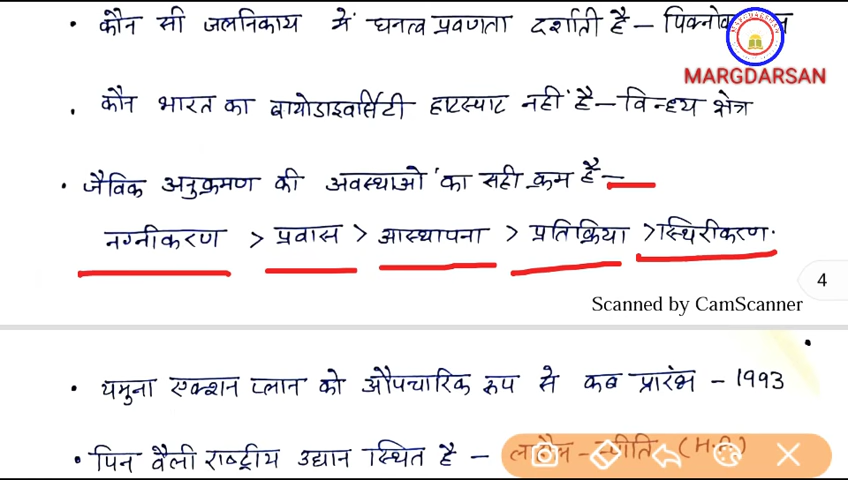 • कौन सी जलनिकाय में घनत्व प्रवणता दर्शाती है –
MARGDARSAN
MARGDARSAN
• कौन भारत का बायोडाइवर्सिटी हाटस्पाट नहीं है – विन्ध्य क्षेत्र
• जैविक अनुक्रमण की अवस्थाओं का सही क्रम है –
नग्नीकरण > प्रवास > आस्थापना > प्रतिक्रिया > स्थिरीकरण.
4
Scanned by CamScanner
• यमुना एक्शन प्लान को औपचारिक रूप से कब प्रारंभ – 1993
• पिन वैली राष्ट्रीय उद्यान स्थित है – लाहौल – स्पीति (H.P)